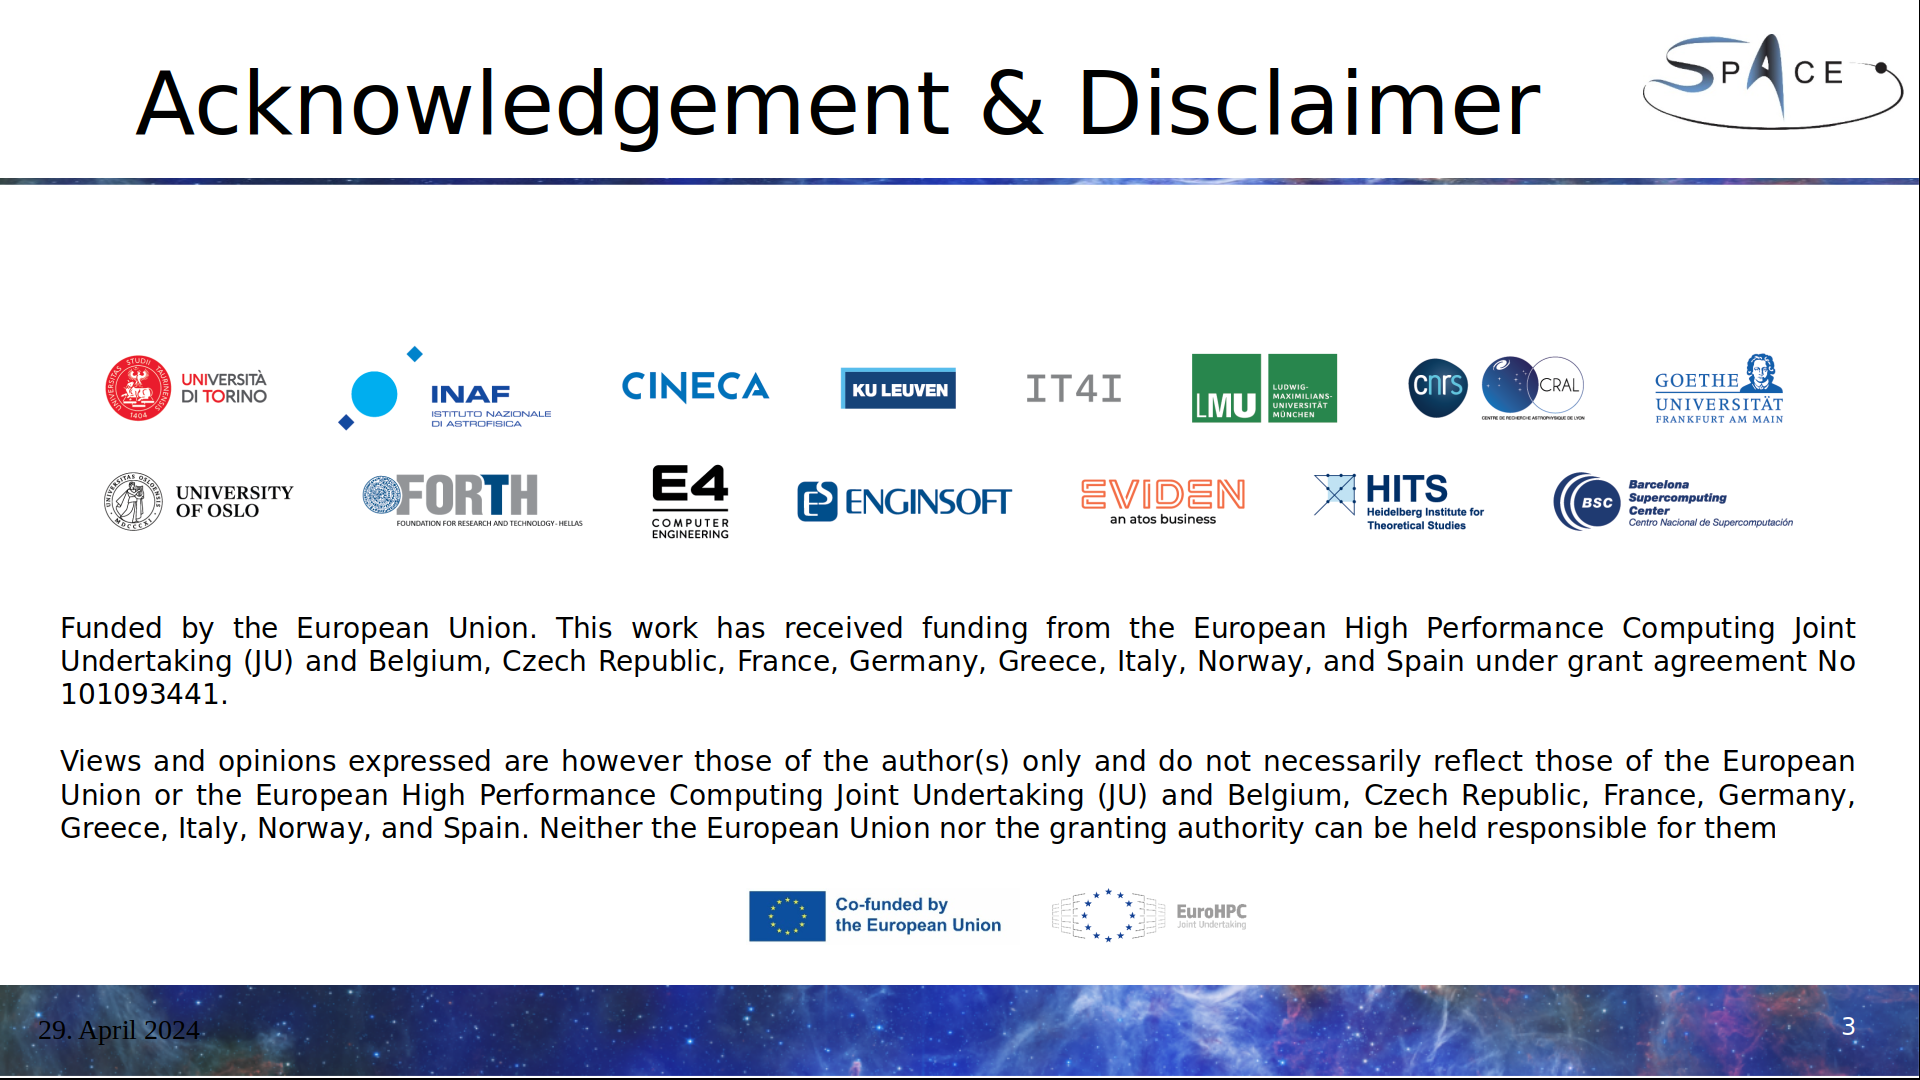 Acknowledgement & Disclaimer
SPACE
UNIVERSITÀ
DI TORINO
INAF
ISTITUTO NAZIONALE
DI ASTROFISICA
CINECA
KU LEUVEN
IT4I
LMU
LUDWIG-
MAXIMILIANS-
UNIVERSITÄT
MÜNCHEN
cnrs
CRAL
CENTRE DE RECHERCHE ASTROPHYSIQUE DE LYON
GOETHE
UNIVERSITÄT
FRANKFURT AM MAIN
UNIVERSITY
OF OSLO
FORTH
FOUNDATION FOR RESEARCH AND TECHNOLOGY - HELLAS
E4
COMPUTER
ENGINEERING
ENGINSOFT
EVIDEN
an atos business
HITS
Heidelberg Institute for
Theoretical Studies
BSC
Barcelona
Supercomputing
Center
Centro Nacional de Supercomputación
Funded by the European Union. This work has received funding from the European High Performance Computing Joint
Undertaking (JU) and Belgium, Czech Republic, France, Germany, Greece, Italy, Norway, and Spain under grant agreement No
101093441.
Views and opinions expressed are however those of the author(s) only and do not necessarily reflect those of the European
Union or the European High Performance Computing Joint Undertaking (JU) and Belgium, Czech Republic, France, Germany,
Greece, Italy, Norway, and Spain. Neither the European Union nor the granting authority can be held responsible for them
Co-funded by
the European Union
EuroHPC
Joint Undertaking
29. April 2024
3